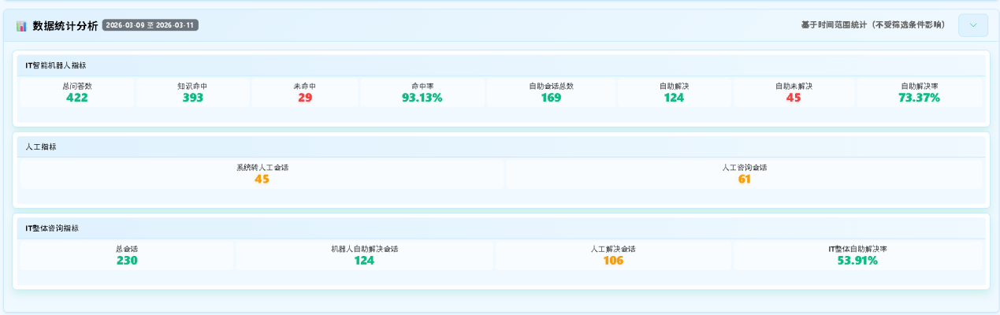 数据统计分析 2026-03-09 至 2026-03-11 基于时间范围统计（不受筛选条件影响）
IT智能机器人指标
总问答数 知识命中 未命中 命中率 自助会话总数 自助解决 自助未解决 自助解决率
422 393 29 93.13% 169 124 45 73.37%
人工指标
系统转人工会话 人工咨询会话
45 61
IT整体咨询指标
总会话 机器人自助解决会话 人工解决会话 IT整体自助解决率
230 124 106 53.91%